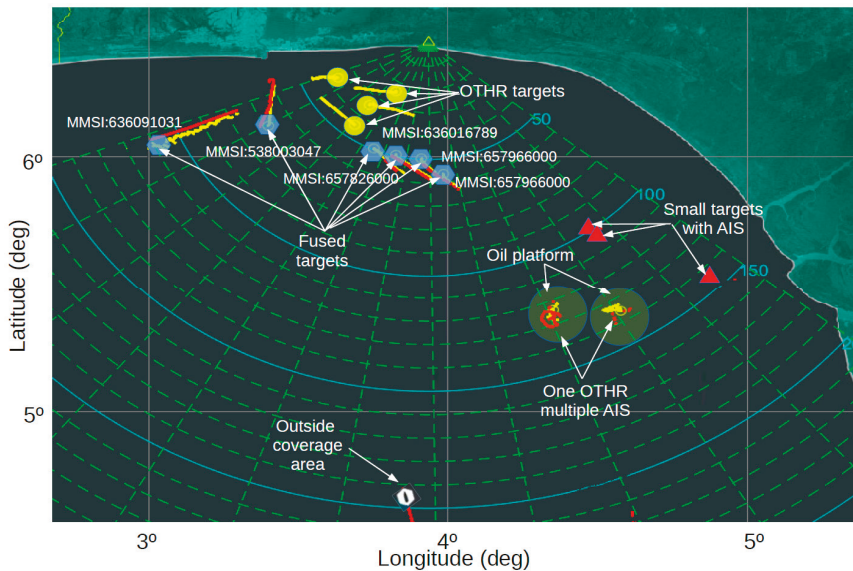 OTHR targets
50
MMSI:636091031
MMSI:636016789
MMSI:538003047
MMSI:657966000
6º
MMSI:657826000
MMSI:657966000
100
Small targets
with AIS
Fused
targets
Oil platform
150
Latitude (deg)
One OTHR
multiple AIS
5º
Outside
coverage
area
3º
4º
5º
Longitude (deg)